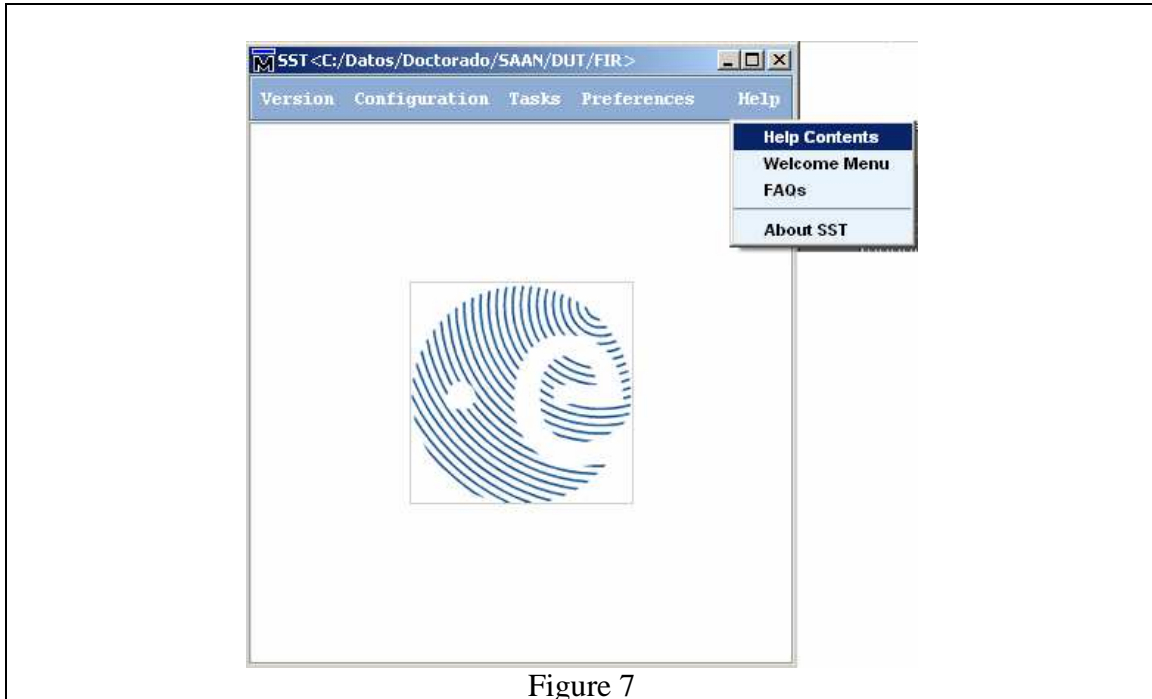 SST<C:/Datos/Doctorado/SAAN/DUT/FIR>
Version Configuration Tasks Preferences Help
Help Contents
Welcome Menu
FAQs
About SST
Figure 7